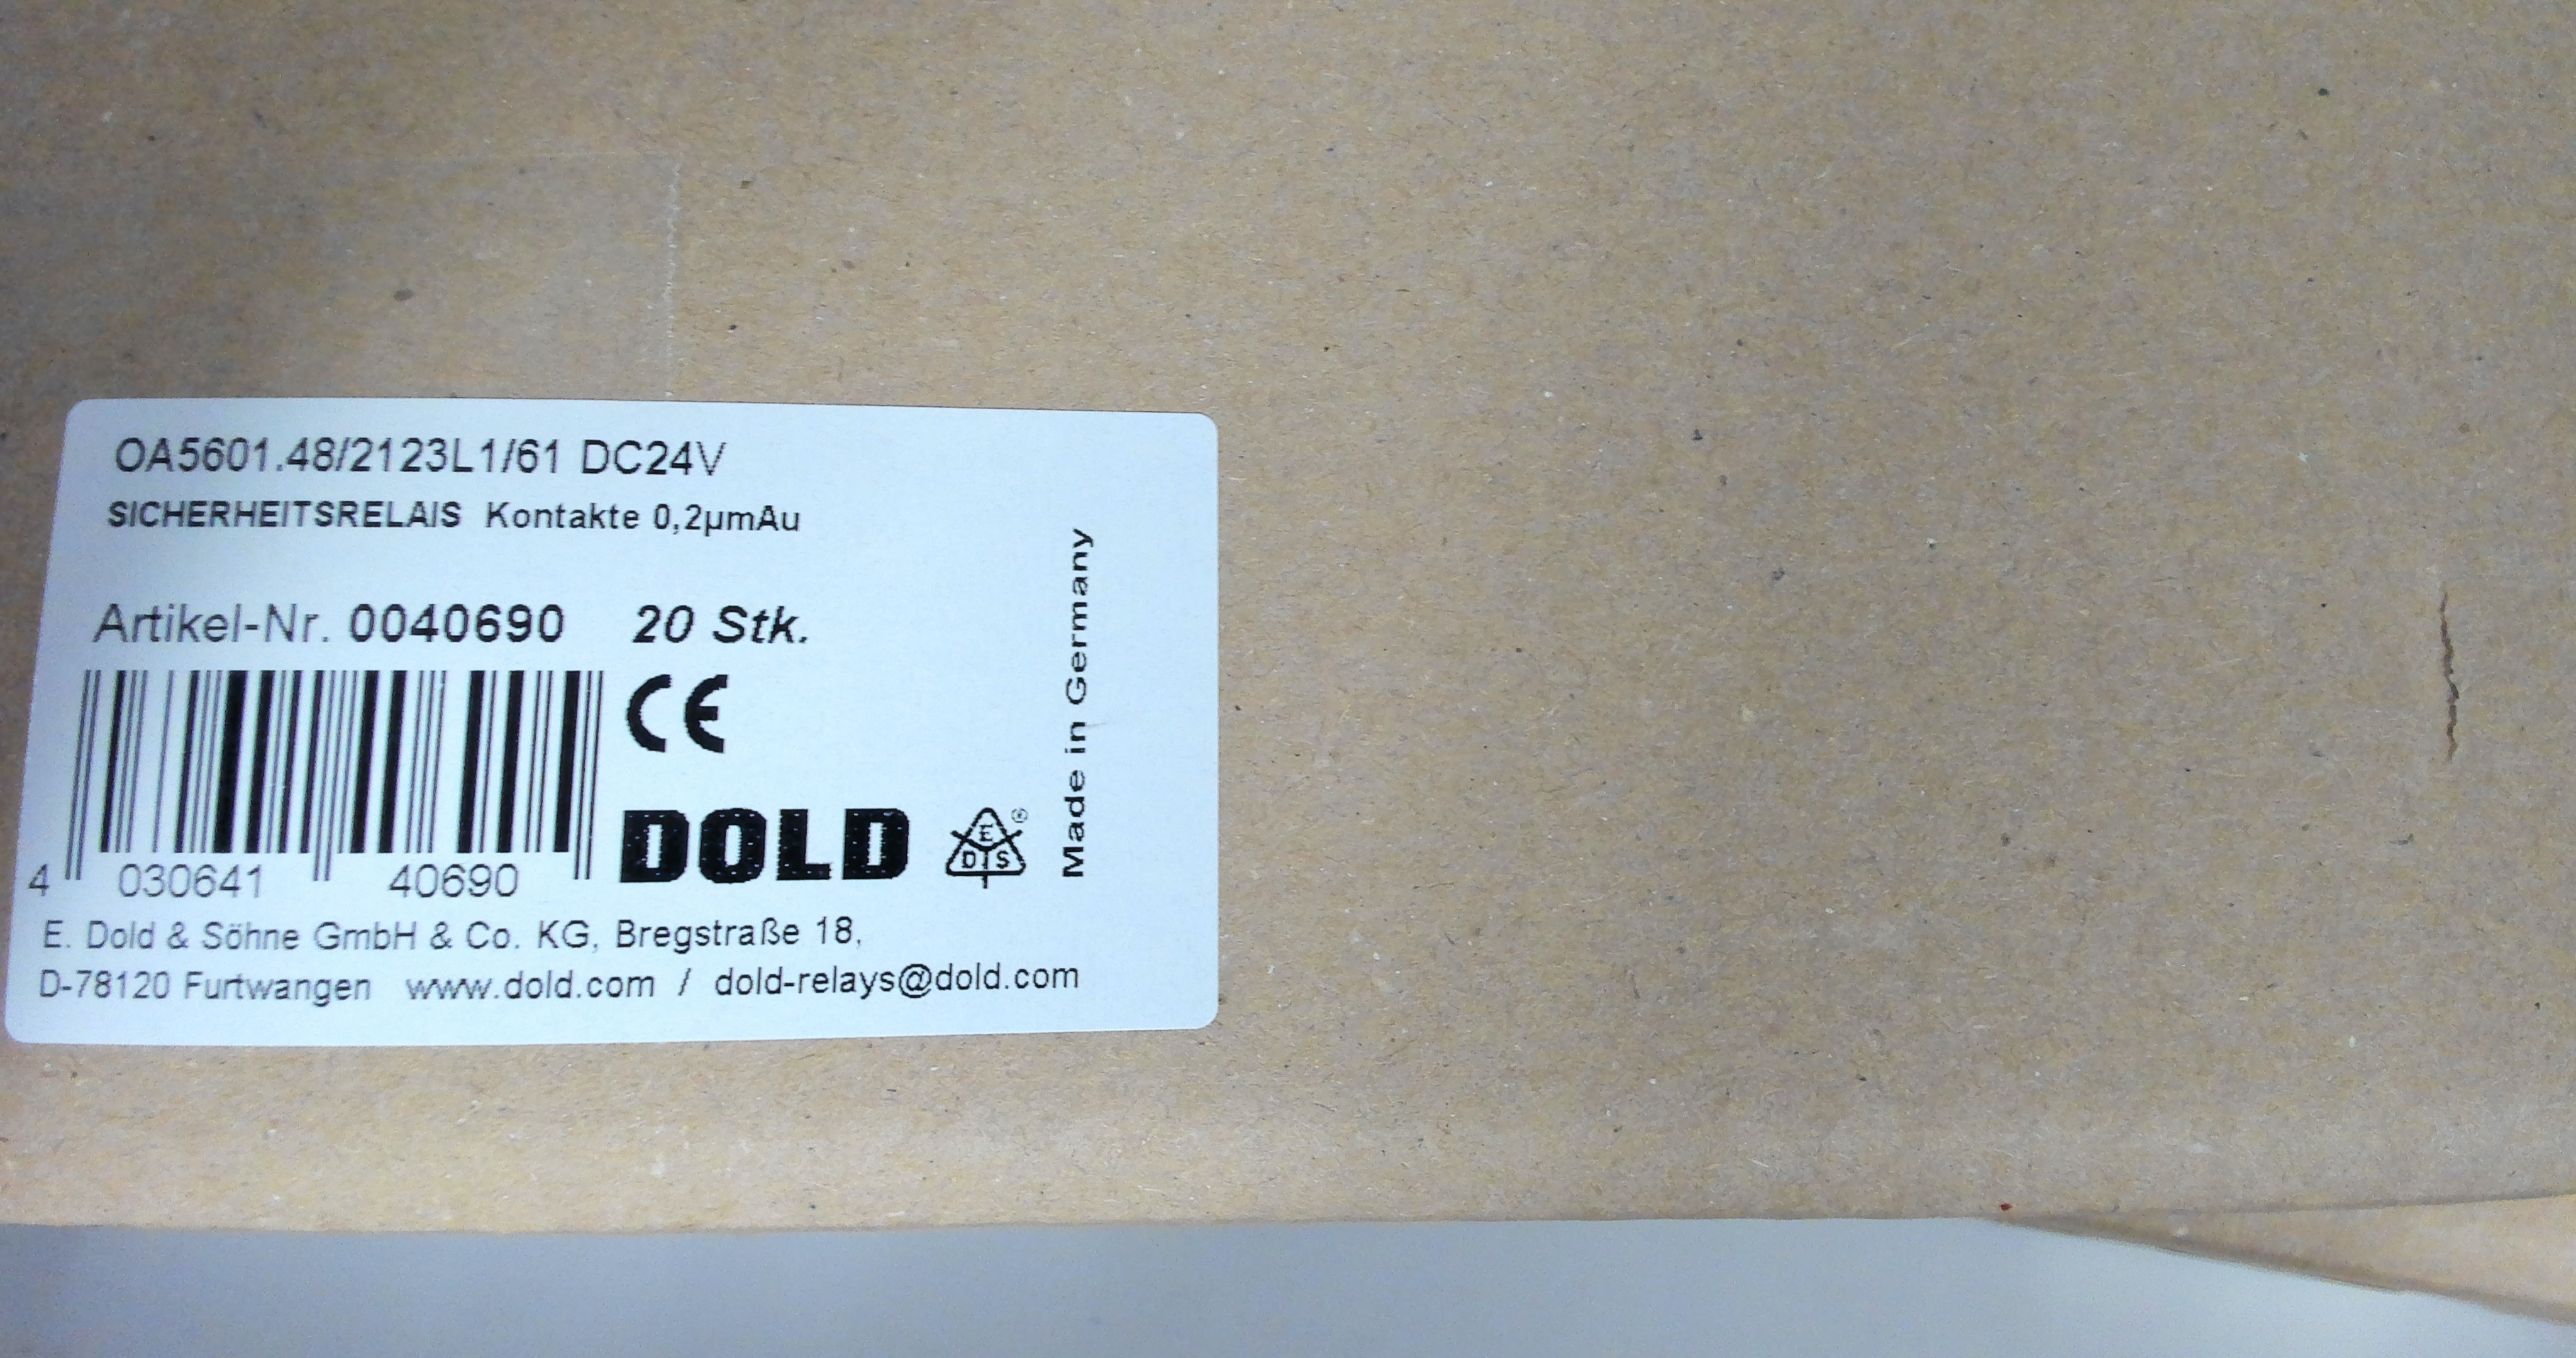 OA5601.48/2123L1/61 DC24V
SICHERHEITSRELAIS Kontakte 0,2µmAu
Artikel-Nr. 0040690 20 Stk.
CE
DOLD
E
D S
®
Made in Germany
4 030641 40690
E. Dold & Söhne GmbH & Co. KG, Bregstraße 18,
D-78120 Furtwangen www.dold.com / dold-relays@dold.com